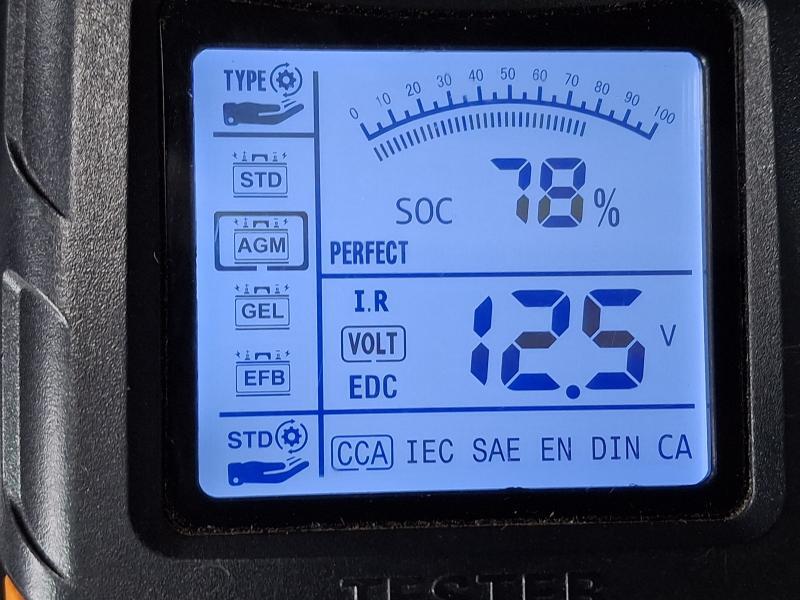 TYPE
STD
AGM
GEL
EFB
STD
0 10 20 30 40 50 60 70 80 90 100
SOC 78%
PERFECT
I.R
VOLT
EDC
12.5 V
CCA IEC SAE EN DIN CA
TESTER